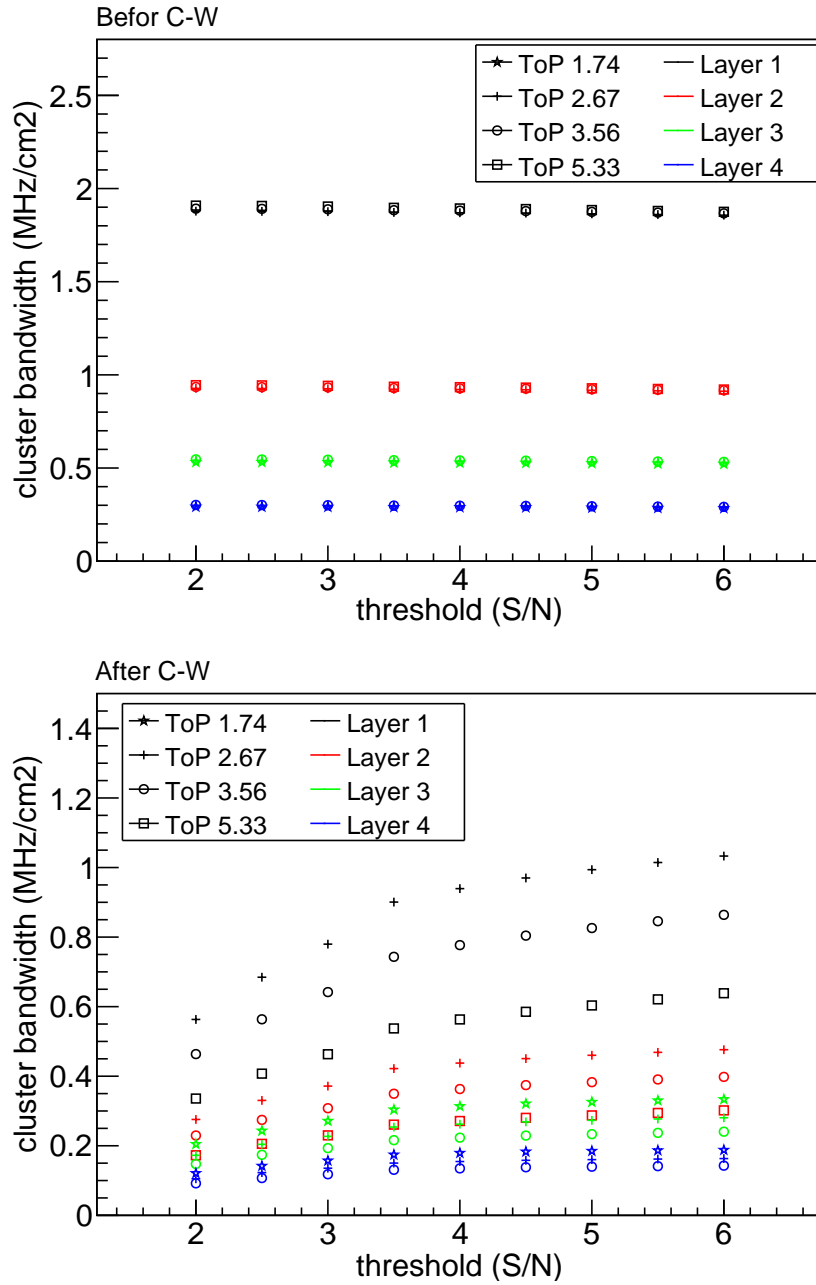 Befor C-W
cluster bandwidth (MHz/cm2)
2.5
2
1.5
1
0.5
0
ToP 1.74 Layer 1
ToP 2.67 Layer 2
ToP 3.56 Layer 3
ToP 5.33 Layer 4
2 3 4 5 6
threshold (S/N)
After C-W
cluster bandwidth (MHz/cm2)
1.4
1.2
1
0.8
0.6
0.4
0.2
0
ToP 1.74 Layer 1
ToP 2.67 Layer 2
ToP 3.56 Layer 3
ToP 5.33 Layer 4
2 3 4 5 6
threshold (S/N)